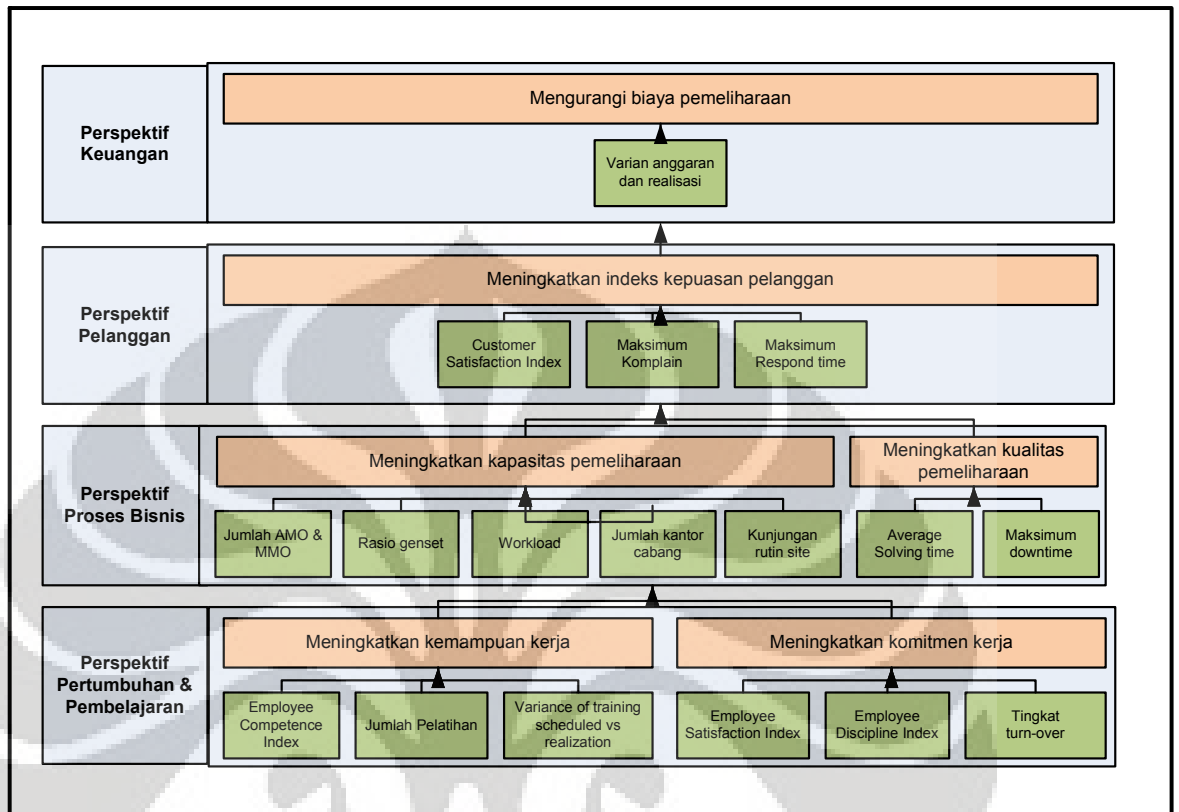 Perspektif
Keuangan
Mengurangi biaya pemeliharaan
Varian anggaran
dan realisasi
Perspektif
Pelanggan
Meningkatkan indeks kepuasan pelanggan
Customer
Satisfaction Index
Maksimum
Komplain
Maksimum
Respond time
Perspektif
Proses Bisnis
Meningkatkan kapasitas pemeliharaan
Meningkatkan kualitas
pemeliharaan
Jumlah AMO &
MMO
Rasio genset
Workload
Jumlah kantor
cabang
Kunjungan
rutin site
Average
Solving time
Maksimum
downtime
Perspektif
Pertumbuhan &
Pembelajaran
Meningkatkan kemampuan kerja
Meningkatkan komitmen kerja
Employee
Competence
Index
Jumlah Pelatihan
Variance of training
scheduled vs
realization
Employee
Satisfaction Index
Employee
Discipline Index
Tingkat
turn-over